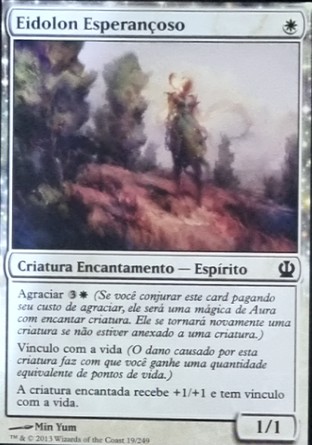 Eidolon Esperançoso
Criatura Encantamento — Espírito
Agraciar 3 (Se você conjurar este card pagando
seu custo de agraciar, ele será uma mágica de Aura
com encantar criatura. Ele se tornará novamente uma
criatura se não estiver anexado a uma criatura.)
Vínculo com a vida (O dano causado por esta
criatura faz com que você ganhe uma quantidade
equivalente de pontos de vida.)
A criatura encantada recebe +1/+1 e tem vínculo
com a vida.
Min Yum
1/1
™ & © 2013 Wizards of the Coast 19/249